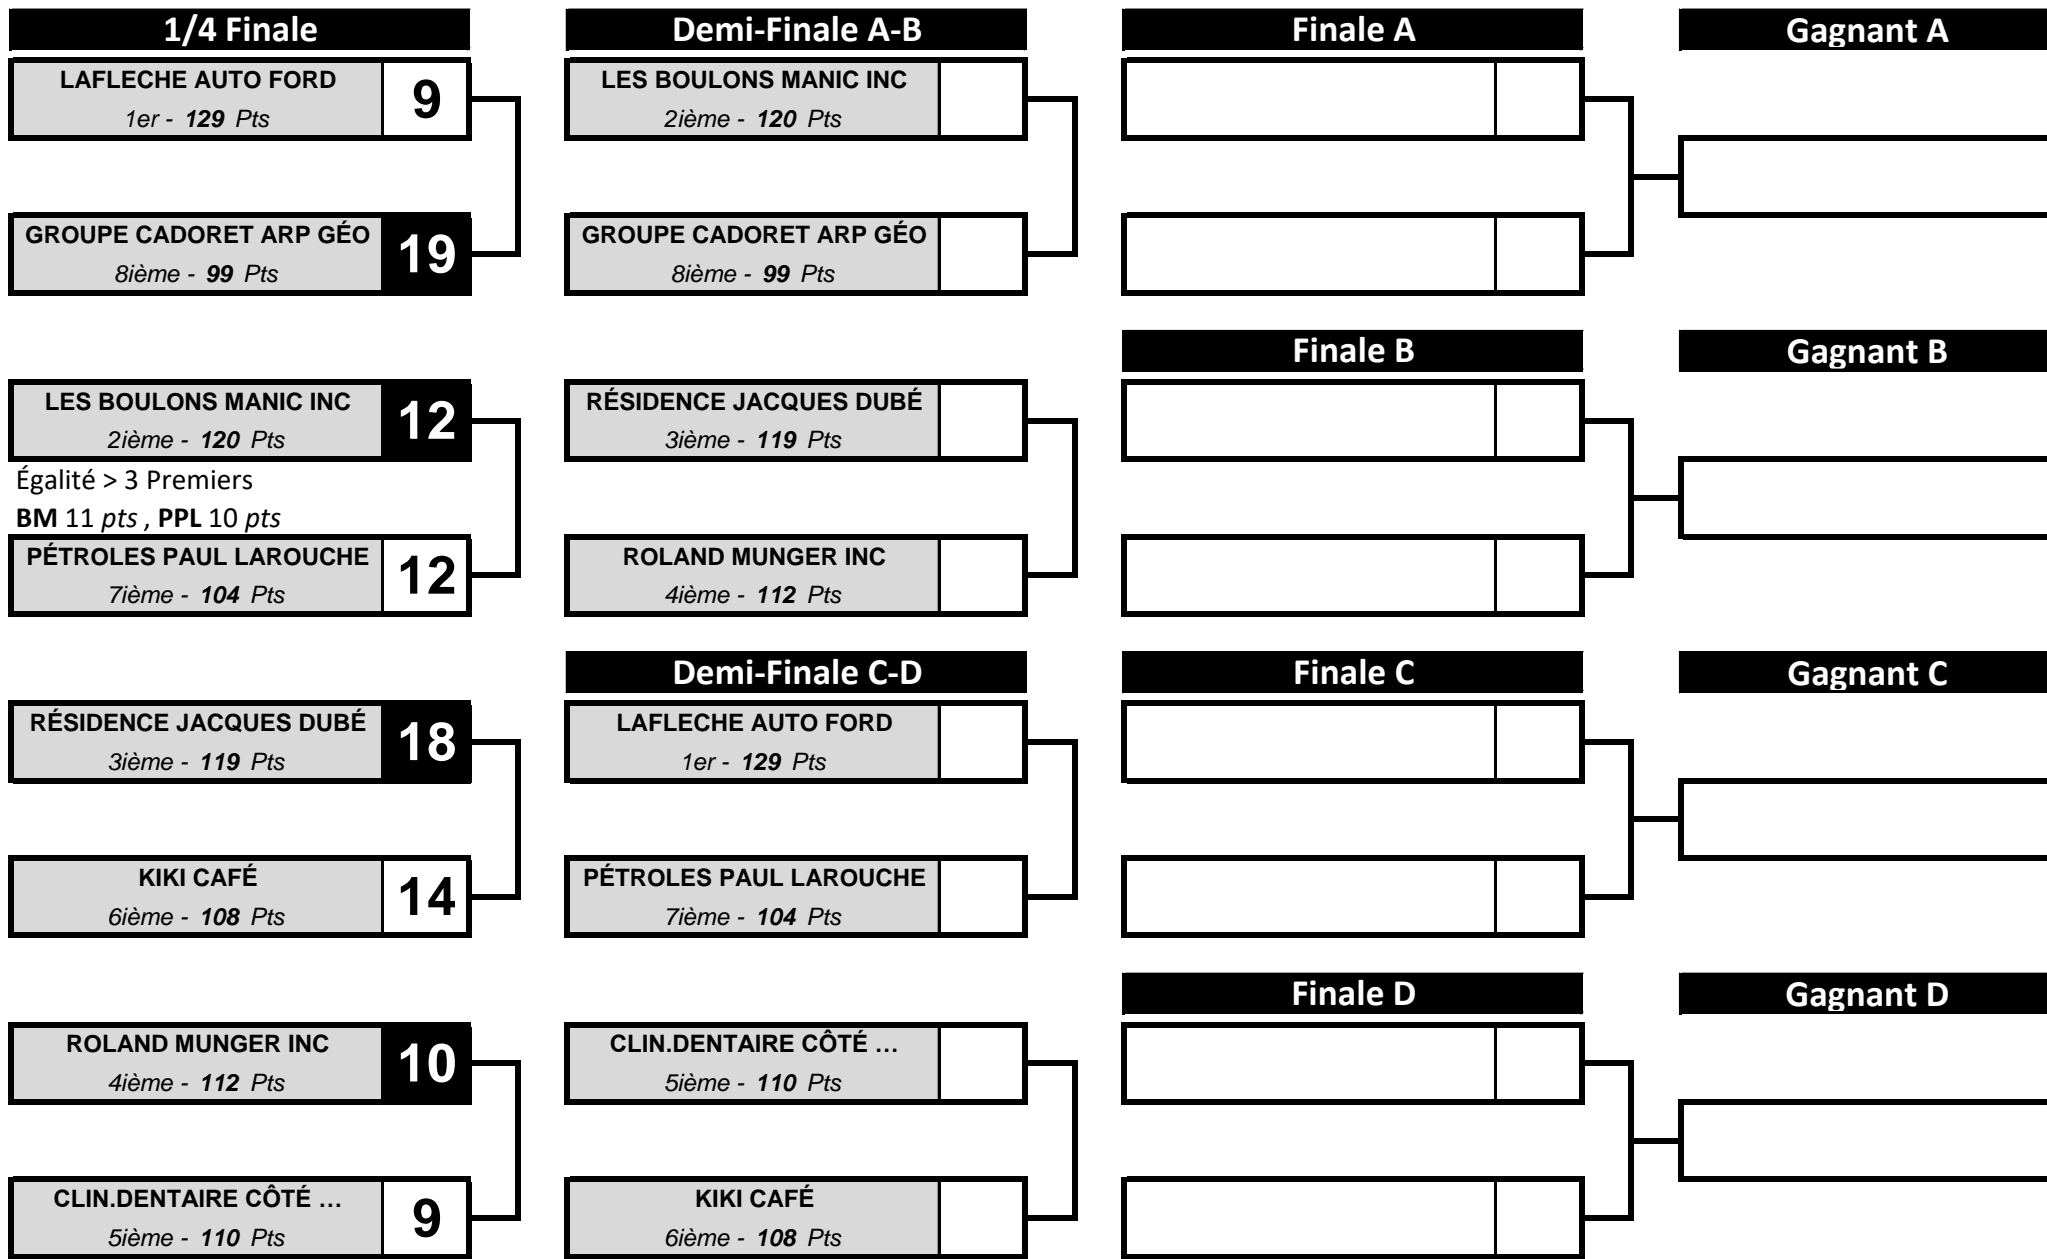 1/4 Finale
LAFLECHE AUTO FORD
1er - 129 Pts
9
GROUPE CADORET ARP GÉO
8ième - 99 Pts
19
LES BOULONS MANIC INC
2ième - 120 Pts
12
Égalité > 3 Premiers
BM 11 pts , PPL 10 pts
PÉTROLES PAUL LAROUCHE
7ième - 104 Pts
12
RÉSIDENCE JACQUES DUBÉ
3ième - 119 Pts
18
KIKI CAFÉ
6ième - 108 Pts
14
ROLAND MUNGER INC
4ième - 112 Pts
10
CLIN.DENTAIRE CÔTÉ ...
5ième - 110 Pts
9
Demi-Finale A-B
LES BOULONS MANIC INC
2ième - 120 Pts
GROUPE CADORET ARP GÉO
8ième - 99 Pts
RÉSIDENCE JACQUES DUBÉ
3ième - 119 Pts
ROLAND MUNGER INC
4ième - 112 Pts
Demi-Finale C-D
LAFLECHE AUTO FORD
1er - 129 Pts
PÉTROLES PAUL LAROUCHE
7ième - 104 Pts
CLIN.DENTAIRE CÔTÉ ...
5ième - 110 Pts
KIKI CAFÉ
6ième - 108 Pts
Finale A
Finale B
Finale C
Finale D
Gagnant A
Gagnant B
Gagnant C
Gagnant D